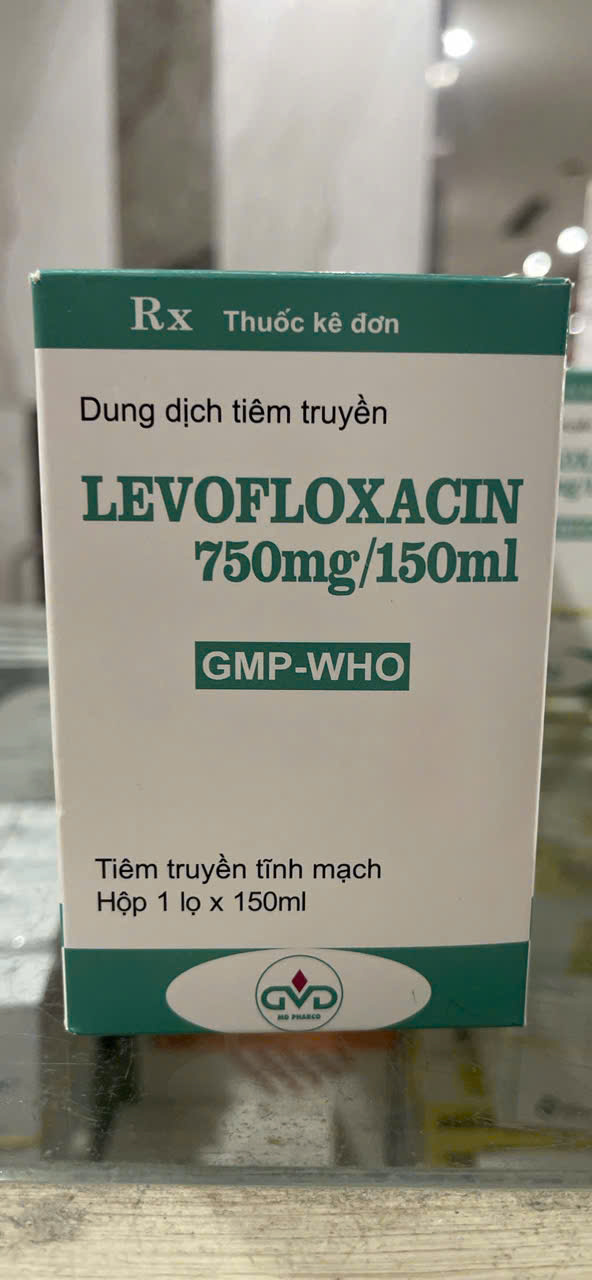 Rx Thuốc kê đơn
Dung dịch tiêm truyền
LEVOFLOXACIN
750mg/150ml
GMP-WHO
Tiêm truyền tĩnh mạch
Hộp 1 lọ x 150ml
GVD
MD PHARCO